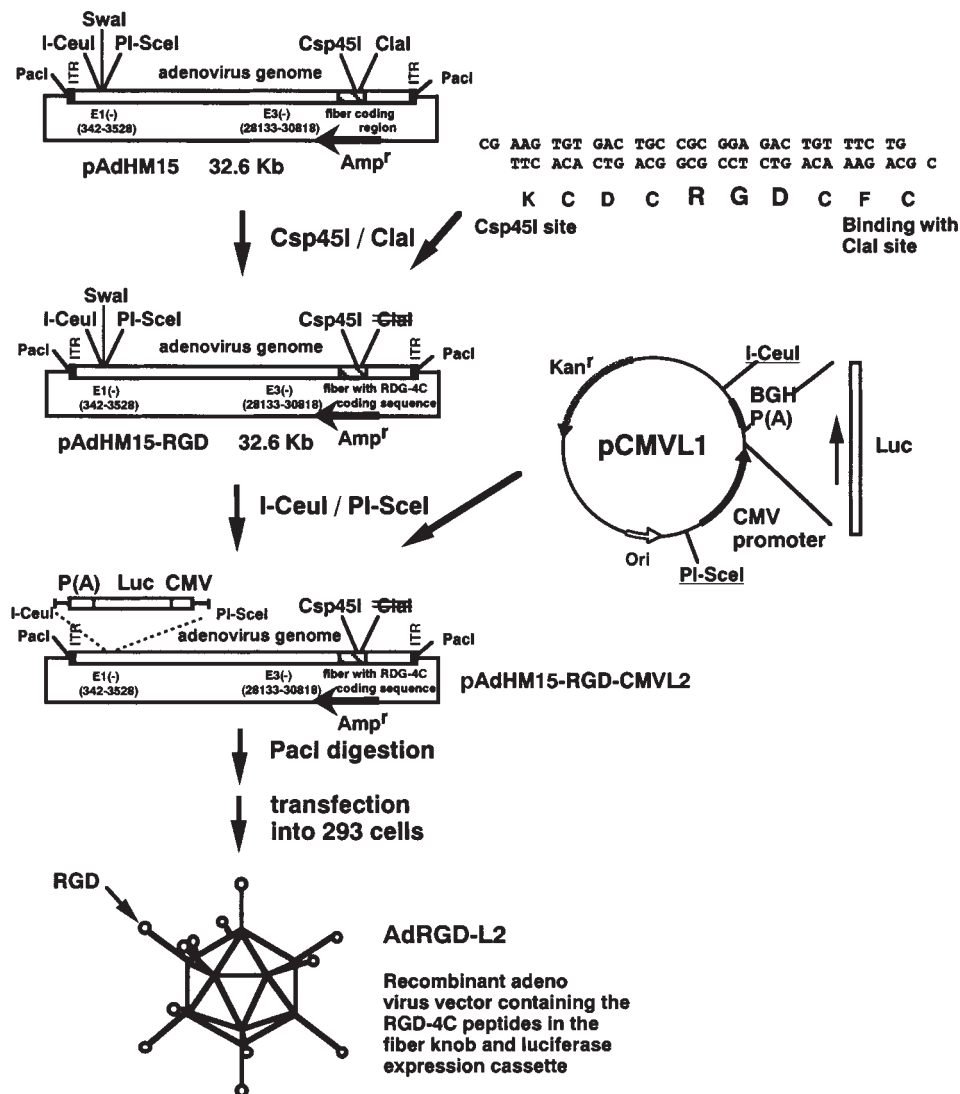 SwaI
I-CeuI PI-SceI
Csp45I ClaI
PacI
ITR
adenovirus genome
ITR
PacI
E1(-)
(342-3528)
E3(-)
(28133-30818)
fiber coding
region
Ampr
pAdHM15 32.6 Kb
CG AAG TGT GAC TGC CGC GGA GAC TGT TTC TG
TTC ACA CTG ACG GCG CCT CTG ACA AAG ACG C
K C D C R G D C F C
Csp45I site
Binding with
ClaI site
Csp45I / ClaI
SwaI
I-CeuI PI-SceI
Csp45I ClaI
PacI
ITR
adenovirus genome
ITR
PacI
E1(-)
(342-3528)
E3(-)
(28133-30818)
fiber with RDG-4C
coding sequence
Ampr
pAdHM15-RGD 32.6 Kb
Kanr
I-CeuI
BGH
P(A)
pCMVL1
Luc
CMV
promoter
Ori
PI-SceI
I-CeuI / PI-SceI
P(A) Luc CMV
I-CeuI
PI-SceI
Csp45I ClaI
PacI
ITR
adenovirus genome
ITR
PacI
E1(-)
(342-3528)
E3(-)
(28133-30818)
fiber with RDG-4C
coding sequence
Ampr
pAdHM15-RGD-CMVL2
PacI digestion
transfection
into 293 cells
RGD
AdRGD-L2
Recombinant adeno
virus vector containing the
RGD-4C peptides in the
fiber knob and luciferase
expression cassette